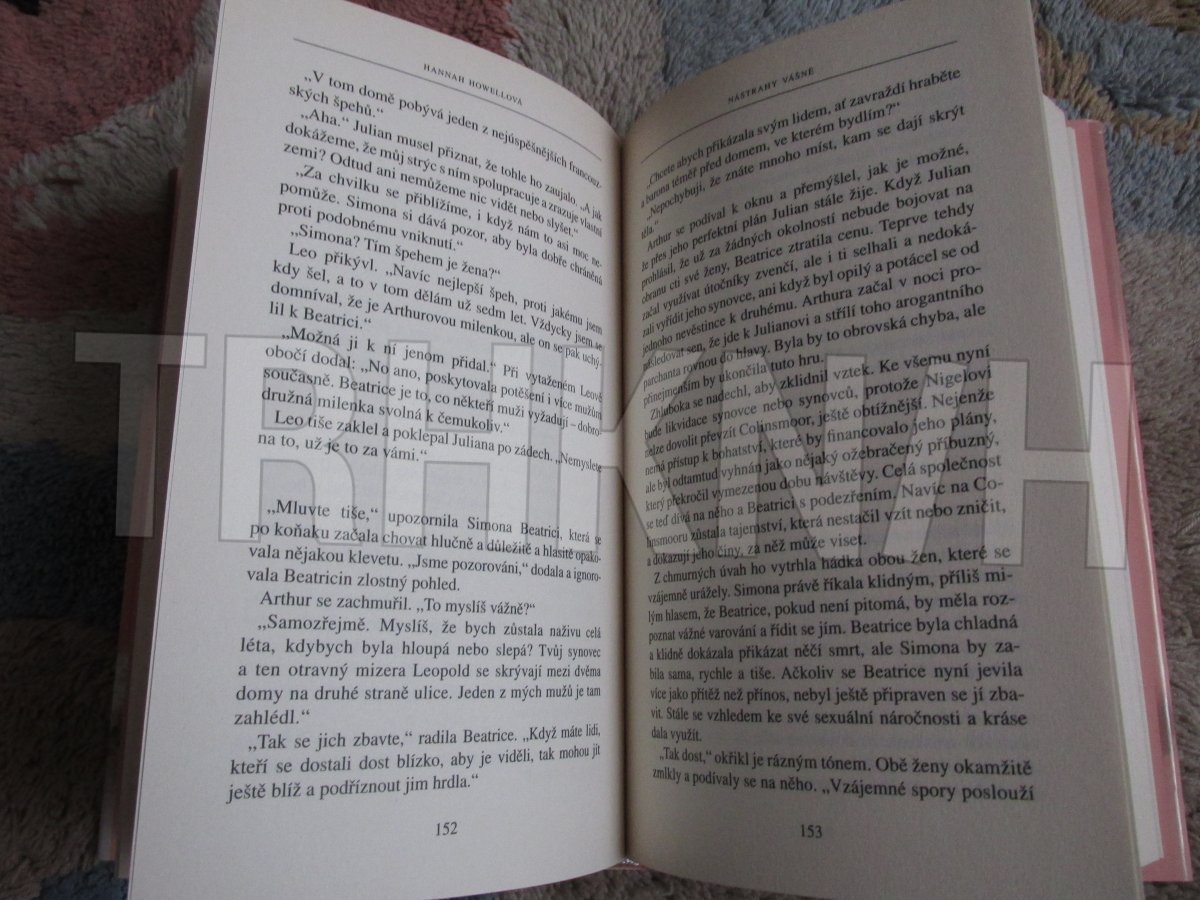 HANNAH HOWELLOVÁ
„V tom domě pobývá jeden z nejúspěšnějších francouz-
ských špehů.“
„Aha.“ Julian musel přiznat, že tohle ho zaujalo. „A jak
dokážeme, že můj strýc s ním spolupracuje a zrazuje vlastní
zemi? Odtud ani nemůžeme nic vidět nebo slyšet.“
„Za chvilku se přiblížíme, i když nám to asi moc ne-
pomůže. Simona si dává pozor, aby byla dobře chráněná
proti podobnému vniknutí.“
„Simona? Tím špehem je žena?“
Leo přikývl. „Navíc nejlepší špeh, proti jakému jsem
kdy šel, a to v tom dělám už sedm let. Vždycky jsem se
domníval, že je Arthurovou milenkou, ale on se pak uchý-
lil k Beatrici.“
„Možná ji k ní jenom přidal.“ Při vytaženém Leově
obočí dodal: „No ano, poskytovala potěšení i více mužům
současně. Beatrice je to, co někteří muži vyžadují – dobro-
družná milenka svolná k čemukoliv.“
Leo tiše zaklel a poklepal Juliana po zádech. „Nemyslete
na to, už je to za vámi.“
„Mluvte tiše,“ upozornila Simona Beatrici, která se
po koňaku začala chovat hlučně a důležitě a hlasitě opako-
vala nějakou klevetu. „Jsme pozorováni,“ dodala a ignoro-
vala Beatricin zlostný pohled.
Arthur se zachmuřil. „To myslíš vážně?“
„Samozřejmě. Myslíš, že bych zůstala naživu celá
léta, kdybych byla hloupá nebo slepá? Tvůj synovec
a ten otravný mizera Leopold se skrývají mezi dvěma
domy na druhé straně ulice. Jeden z mých mužů je tam
zahlédl.“
„Tak se jich zbavte,“ radila Beatrice. „Když máte lidi,
kteří se dostali dost blízko, aby je viděli, tak mohou jít
ještě blíž a podříznout jim hrdla.“
152
NÁSTRAHY VÁŠNĚ
„Chcete abych přikázala svým lidem, ať zavraždí hraběte
a barona téměř před domem, ve kterém bydlím?“
„Nepochybuji, že znáte mnoho míst, kam se dají skrýt
těla.“
Arthur se podíval k oknu a přemýšlel, jak je možné,
že přes jeho perfektní plán Julian stále žije. Když Julian
prohlásil, že už za žádných okolností nebude bojovat na
obranu cti své ženy, Beatrice ztratila cenu. Teprve tehdy
začal využívat útočníky zvenčí, ale i ti selhali a nedoká-
zali vyřídit jeho synovce, ani když byl opilý a potácel se od
jednoho nevěstince k druhému. Arthura začal v noci pro-
následovat sen, že jde k Julianovi a střílí toho arogantního
parchanta rovnou do hlavy. Byla by to obrovská chyba, ale
přinejmenším by ukončila tuto hru.
Zhluboka se nadechl, aby zklidnil vztek. Ke všemu nyní
bude likvidace synovce nebo synovců, protože Nigelovi
nelze dovolit převzít Colinsmoor, ještě obtížnější. Nejenže
nemá přístup k bohatství, které by financovalo jeho plány,
ale byl odtamtud vyhnán jako nějaký ožebračený příbuzný,
který překročil vymezenou dobu návštěvy. Celá společnost
se teď dívá na něho a Beatrici s podezřením. Navíc na Co-
linsmooru zůstala tajemství, která nestačil vzít nebo zničit,
a dokazují jeho činy, za něž může viset.
Z chmurných úvah ho vytrhla hádka obou žen, které se
vzájemně urážely. Simona právě říkala klidným, příliš mi-
lým hlasem, že Beatrice, pokud není pitomá, by měla roz-
poznat vážné varování a řídit se jím. Beatrice byla chladná
a klidně dokázala přikázat něčí smrt, ale Simona by za-
bila sama, rychle a tiše. Ačkoliv se Beatrice nyní jevila
více jako přítěž než přínos, nebyl ještě připraven se jí zba-
vit. Stále se vzhledem ke své sexuální náročnosti a kráse
dala využít.
„Tak dost,“ okřikl je rázným tónem. Obě ženy okamžitě
zmlkly a podívaly se na něho. „Vzájemné spory poslouží
153
TRHKNIH